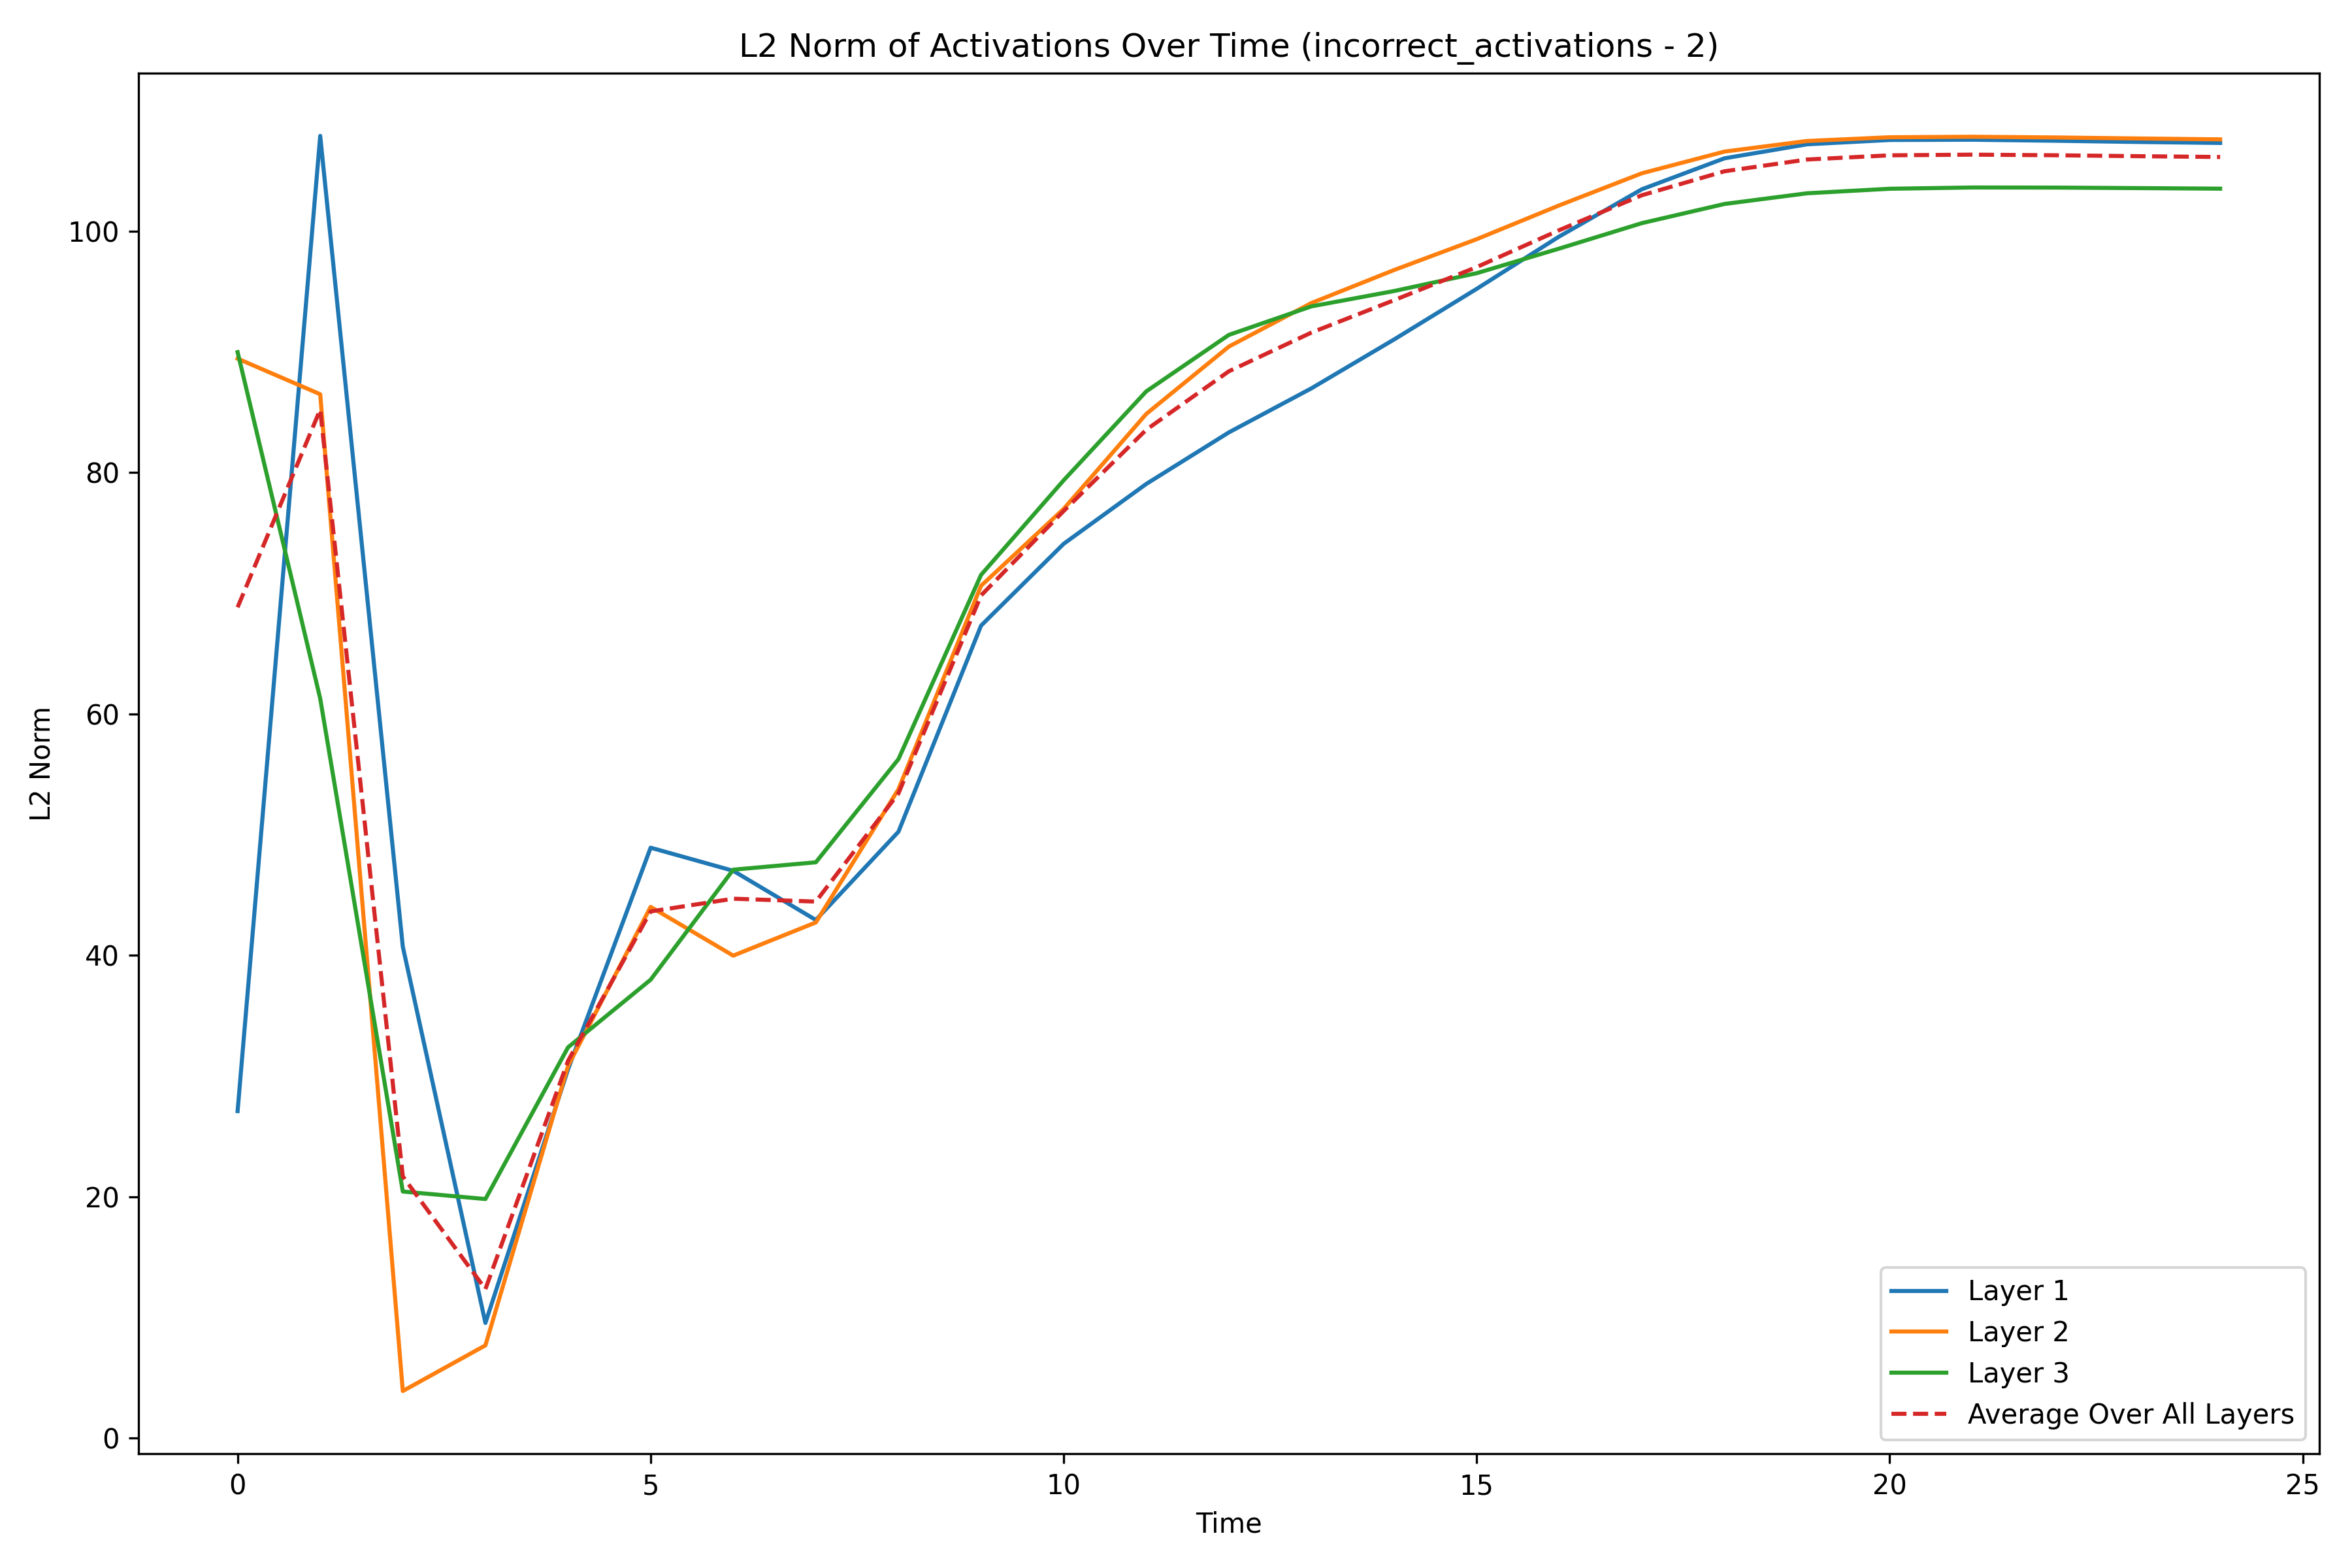 L2 Norm of Activations Over Time (incorrect_activations - 2)
100
80
60
40
20
0
L2 Norm
0 5 10 15 20 25
Time
Layer 1
Layer 2
Layer 3
Average Over All Layers